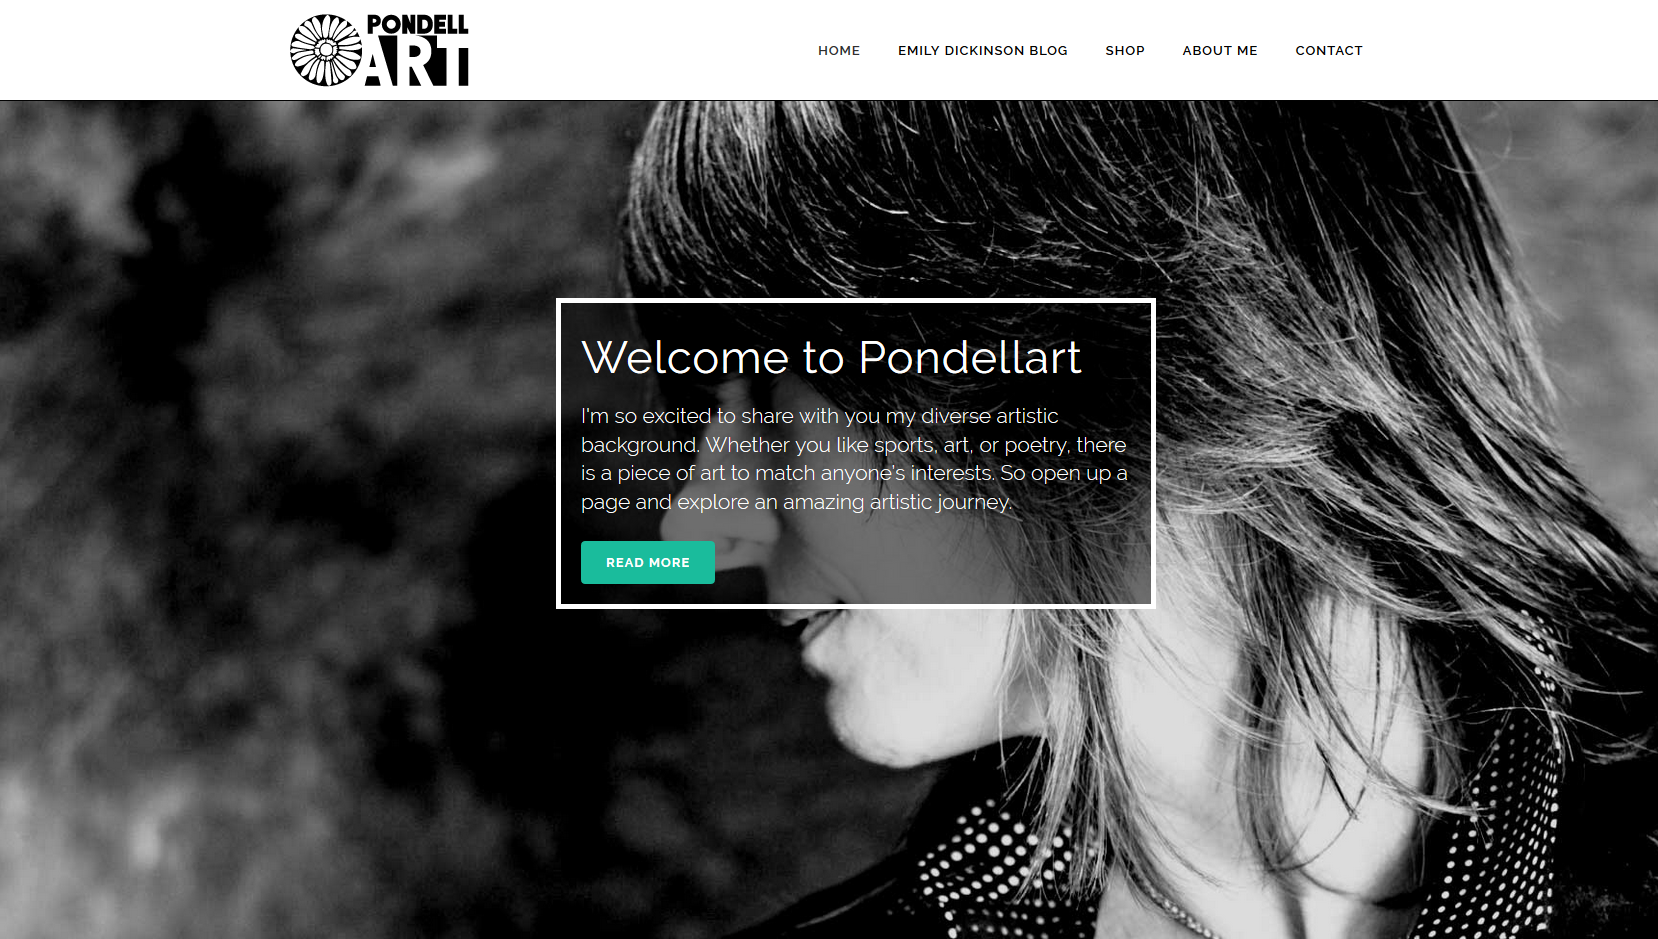 PONDELL
ART
HOME
EMILY DICKINSON BLOG
SHOP
ABOUT ME
CONTACT
Welcome to Pondellart
I'm so excited to share with you my diverse artistic
background. Whether you like sports, art, or poetry, there
is a piece of art to match anyone's interests. So open up a
page and explore an amazing artistic journey.
READ MORE